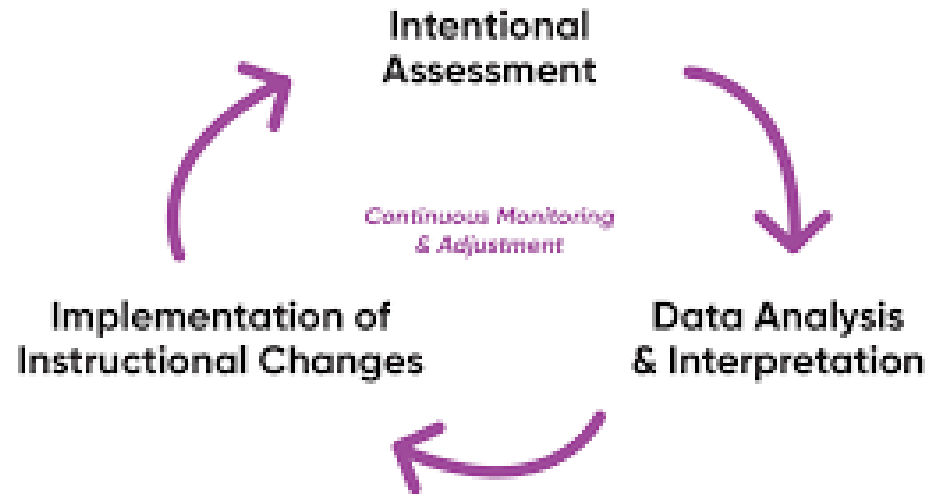 Intentional
Assessment
Continuous Monitoring
& Adjustment
Implementation of
Instructional Changes
Data Analysis
& Interpretation